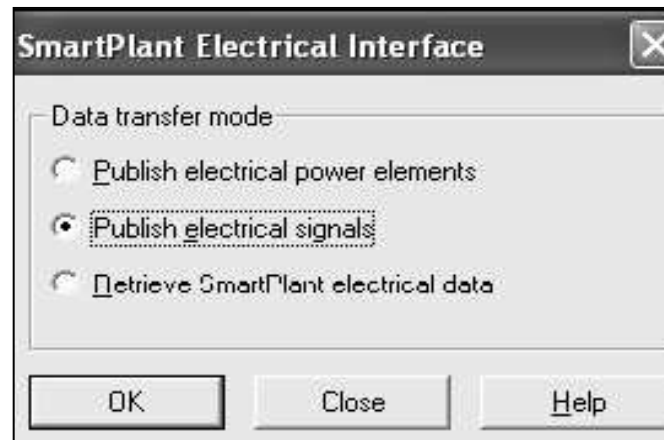 SmartPlant Electrical Interface
Data transfer mode
Publish electrical power elements
Publish electrical signals
Retrieve SmartPlant electrical data
OK Close Help